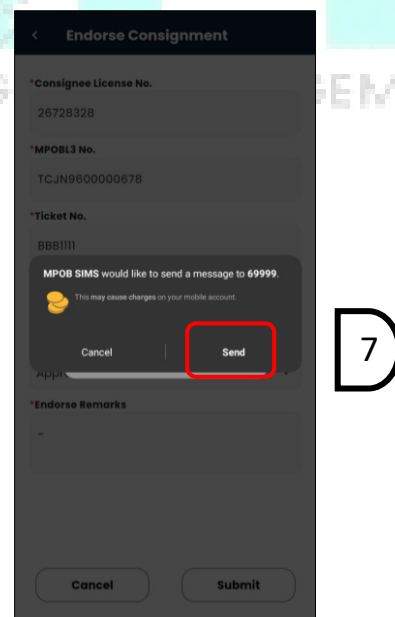 < Endorse Consignment
*Consignee License No.
26728328
*MPOBL3 No.
TCJN9600000678
*Ticket No.
BBB1111
MPOB SIMS would like to send a message to 69999.
This may cause charges on your mobile account.
Cancel
Send
7
*Endorse Remarks
-
Cancel
Submit